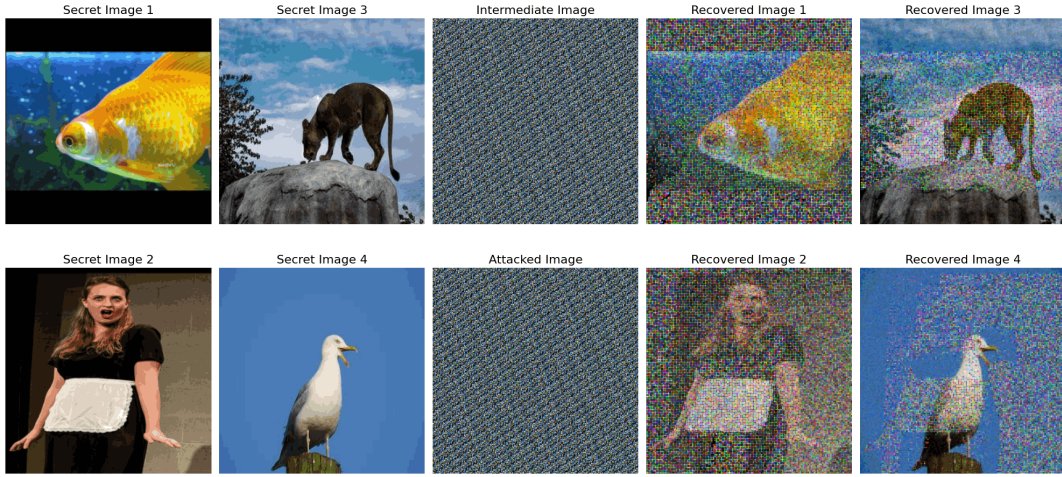 Secret Image 1
Secret Image 3
Intermediate Image
Recovered Image 1
Recovered Image 3
Secret Image 2
Secret Image 4
Attacked Image
Recovered Image 2
Recovered Image 4